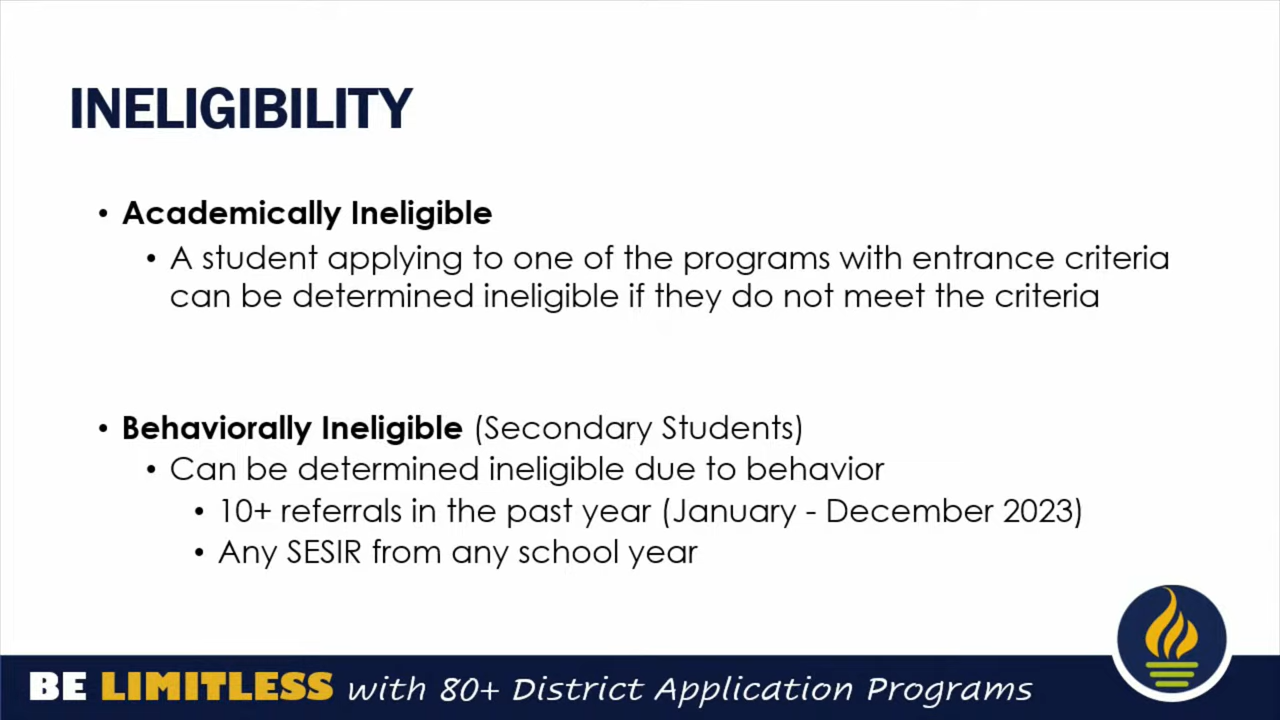 INELIGIBILITY
• Academically Ineligible
• A student applying to one of the programs with entrance criteria
can be determined ineligible if they do not meet the criteria
• Behaviorally Ineligible (Secondary Students)
• Can be determined ineligible due to behavior
• 10+ referrals in the past year (January - December 2023)
• Any SESIR from any school year
BE LIMITLESS with 80+ District Application Programs